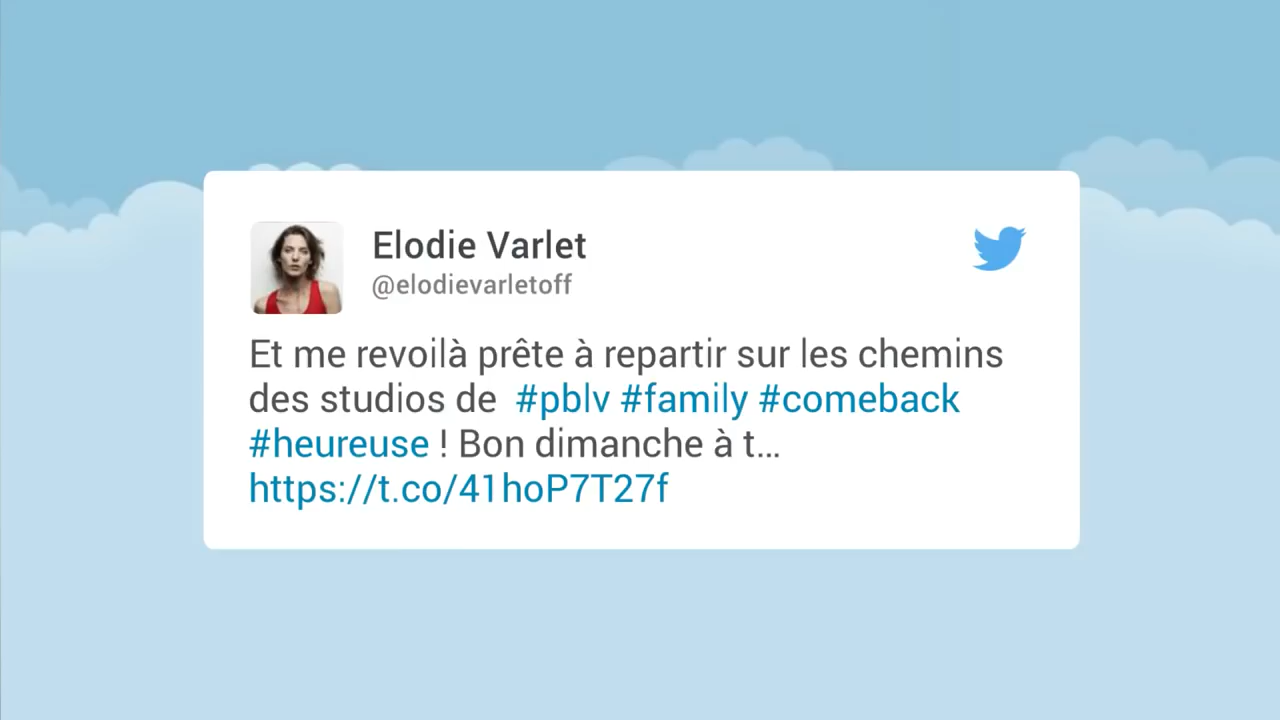 Elodie Varlet
@elodievarletoff
Et me revoilà prête à repartir sur les chemins
des studios de #pblv #family #comeback
#heureuse ! Bon dimanche à t...
https://t.co/41hoP7T27f